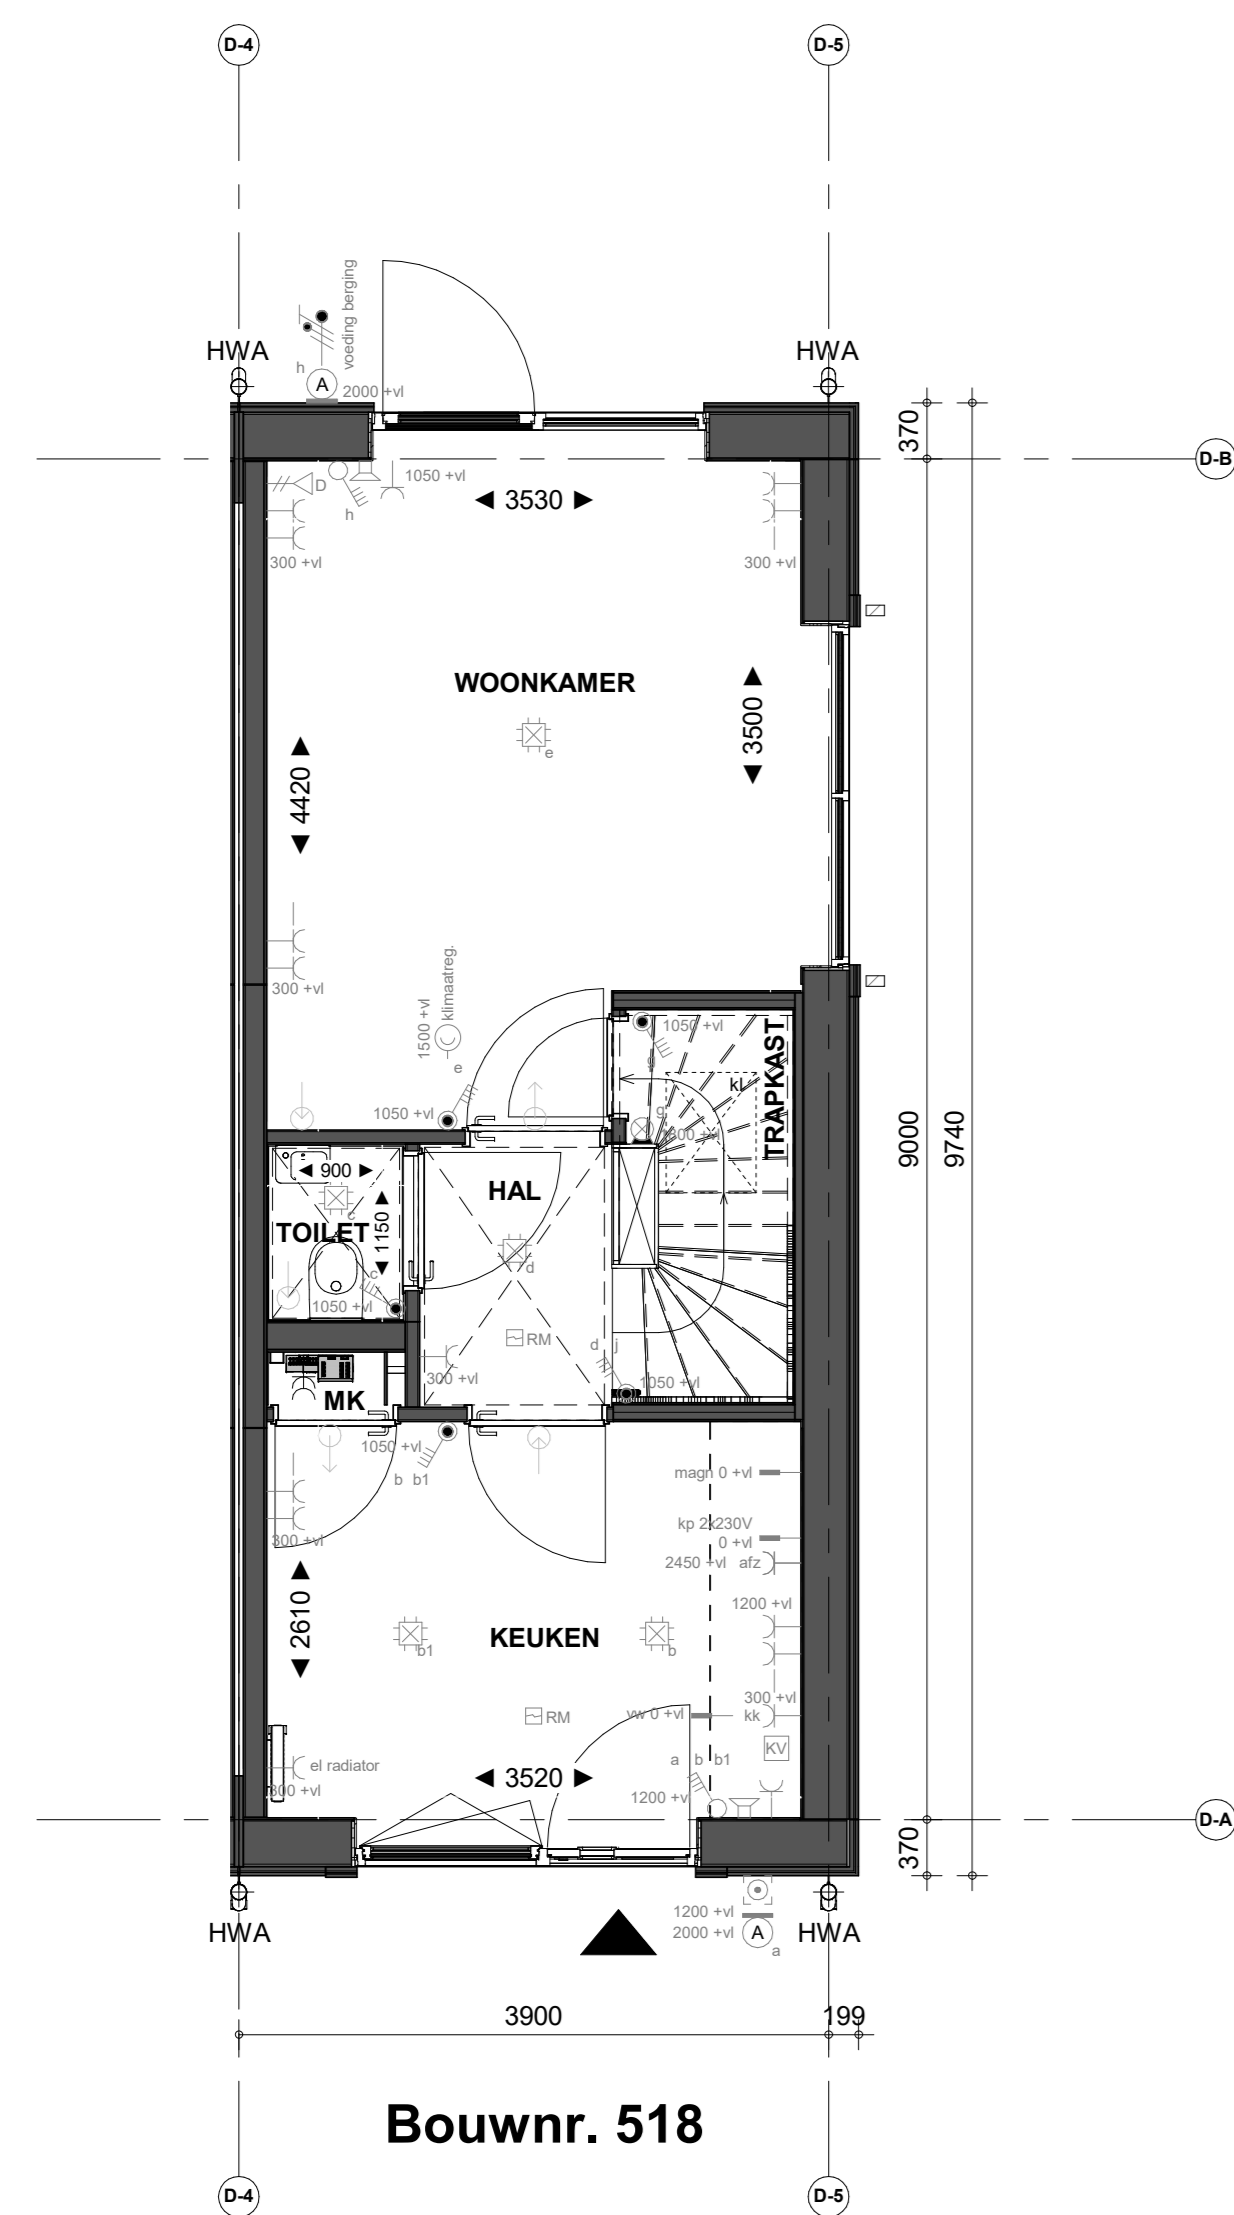 D-4
D-5
voeding berging
HWA
HWA
h
A
2000 +vl
370
D-B
D
1050 +vl
3530
h
300 +vl
300 +vl
WOONKAMER
3500
e
4420
300 +vl
klimaatreg.
1500 +vl
e
1050 +vl
1050 +vl
g
TRAPKAST
kl
g
1300 +vl
9000
9740
900
HAL
c
TOILET
1150
d
c
1050 +vl
RM
d j
300 +vl
1050 +vl
MK
1050 +vl
b b1
magn 0 +vl
kp 2x230V
0 +vl
300 +vl
2450 +vl afz
2610
1200 +vl
KEUKEN
b1
b
300 +vl
RM
vw 0 +vl
kk
KV
a b b1
el radiator
3520
300 +vl
1200 +vl
D-A
370
1200 +vl
2000 +vl
A
a
HWA
HWA
3900
199
Bouwnr. 518
D-4
D-5